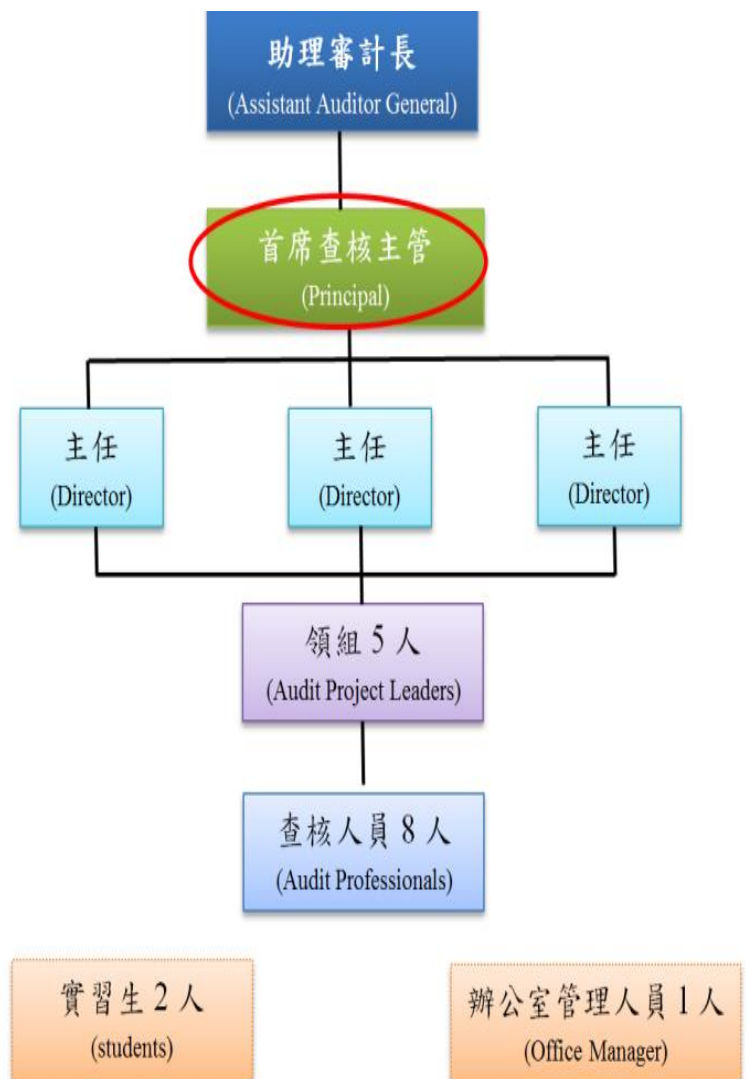 助理審計長
(Assistant Auditor General)
首席查核主管
(Principal)
主任
(Director)
主任
(Director)
主任
(Director)
領組 5 人
(Audit Project Leaders)
查核人員 8 人
(Audit Professionals)
實習生 2 人
(students)
辦公室管理人員 1 人
(Office Manager)